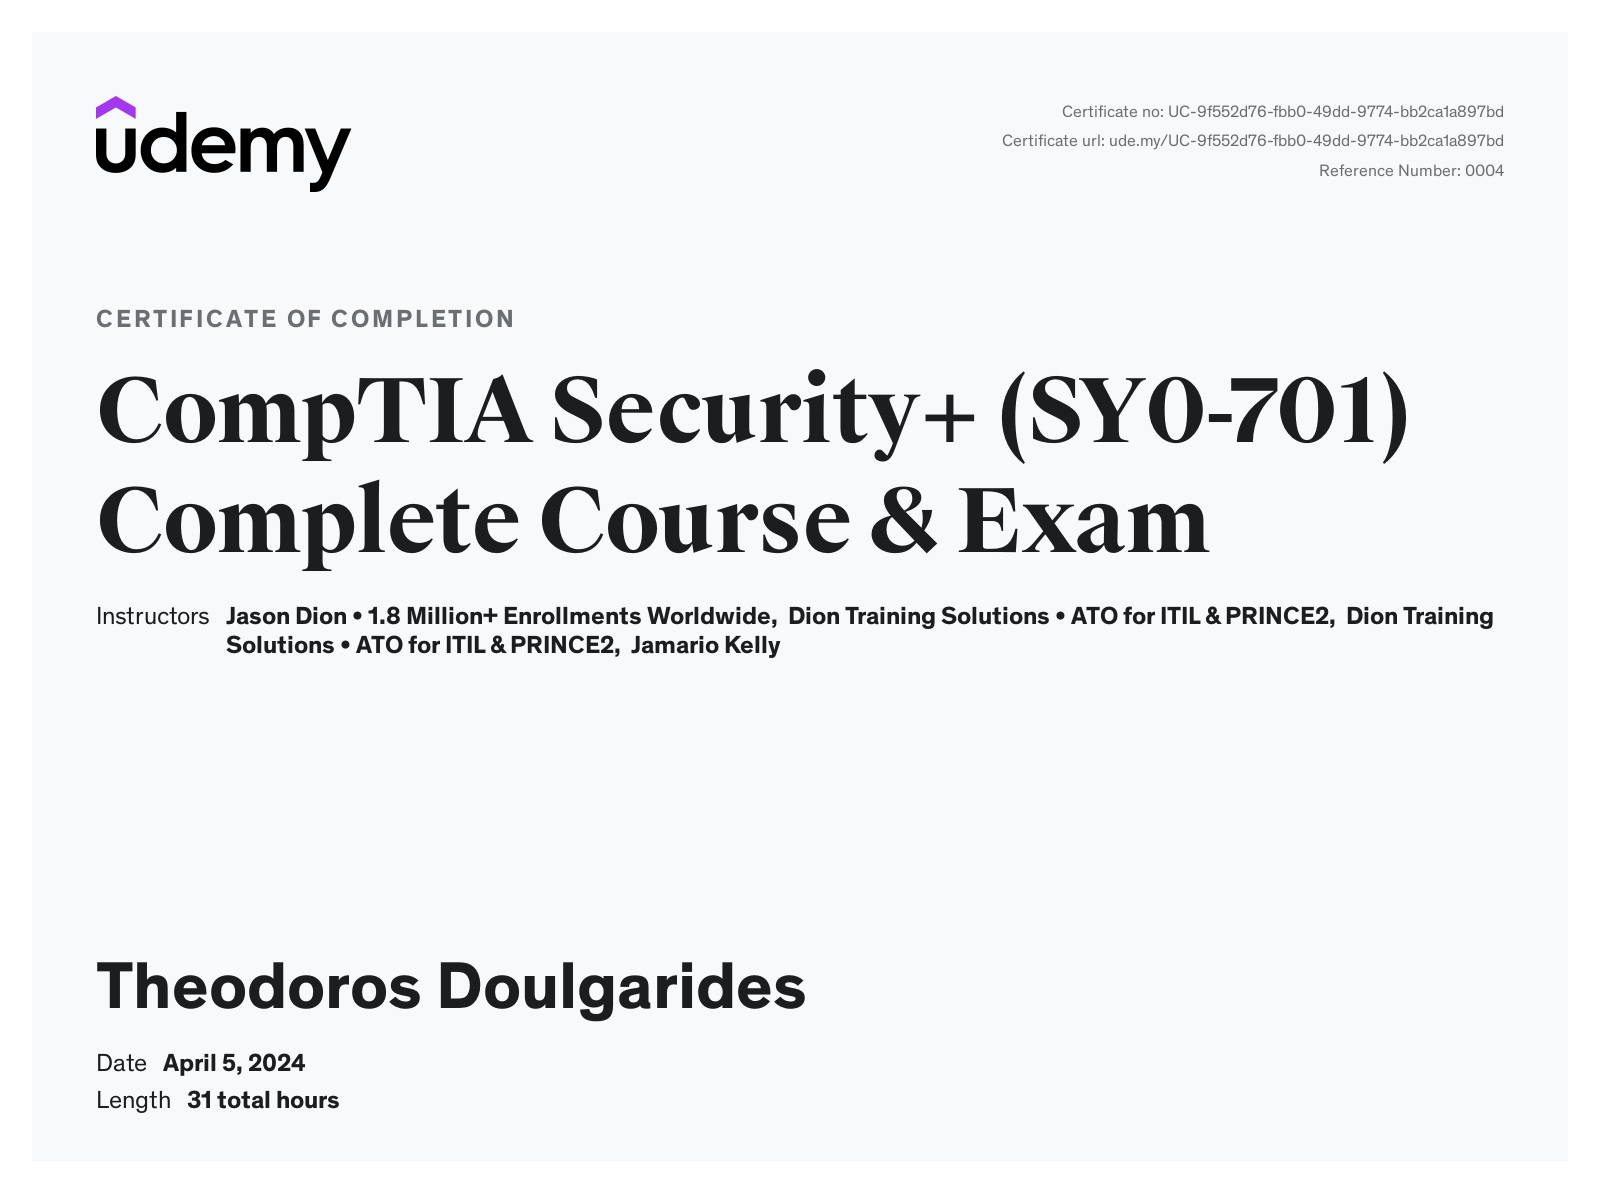 udemy
Certificate no: UC-9f552d76-fbb0-49dd-9774-bb2ca1a897bd
Certificate url: ude.my/UC-9f552d76-fbb0-49dd-9774-bb2ca1a897bd
Reference Number: 0004
CERTIFICATE OF COMPLETION
CompTIA Security+ (SY0-701)
Complete Course & Exam
Instructors Jason Dion • 1.8 Million+ Enrollments Worldwide, Dion Training Solutions • ATO for ITIL & PRINCE2, Dion Training
Solutions • ATO for ITIL & PRINCE2, Jamario Kelly
Theodoros Doulgarides
Date April 5, 2024
Length 31 total hours